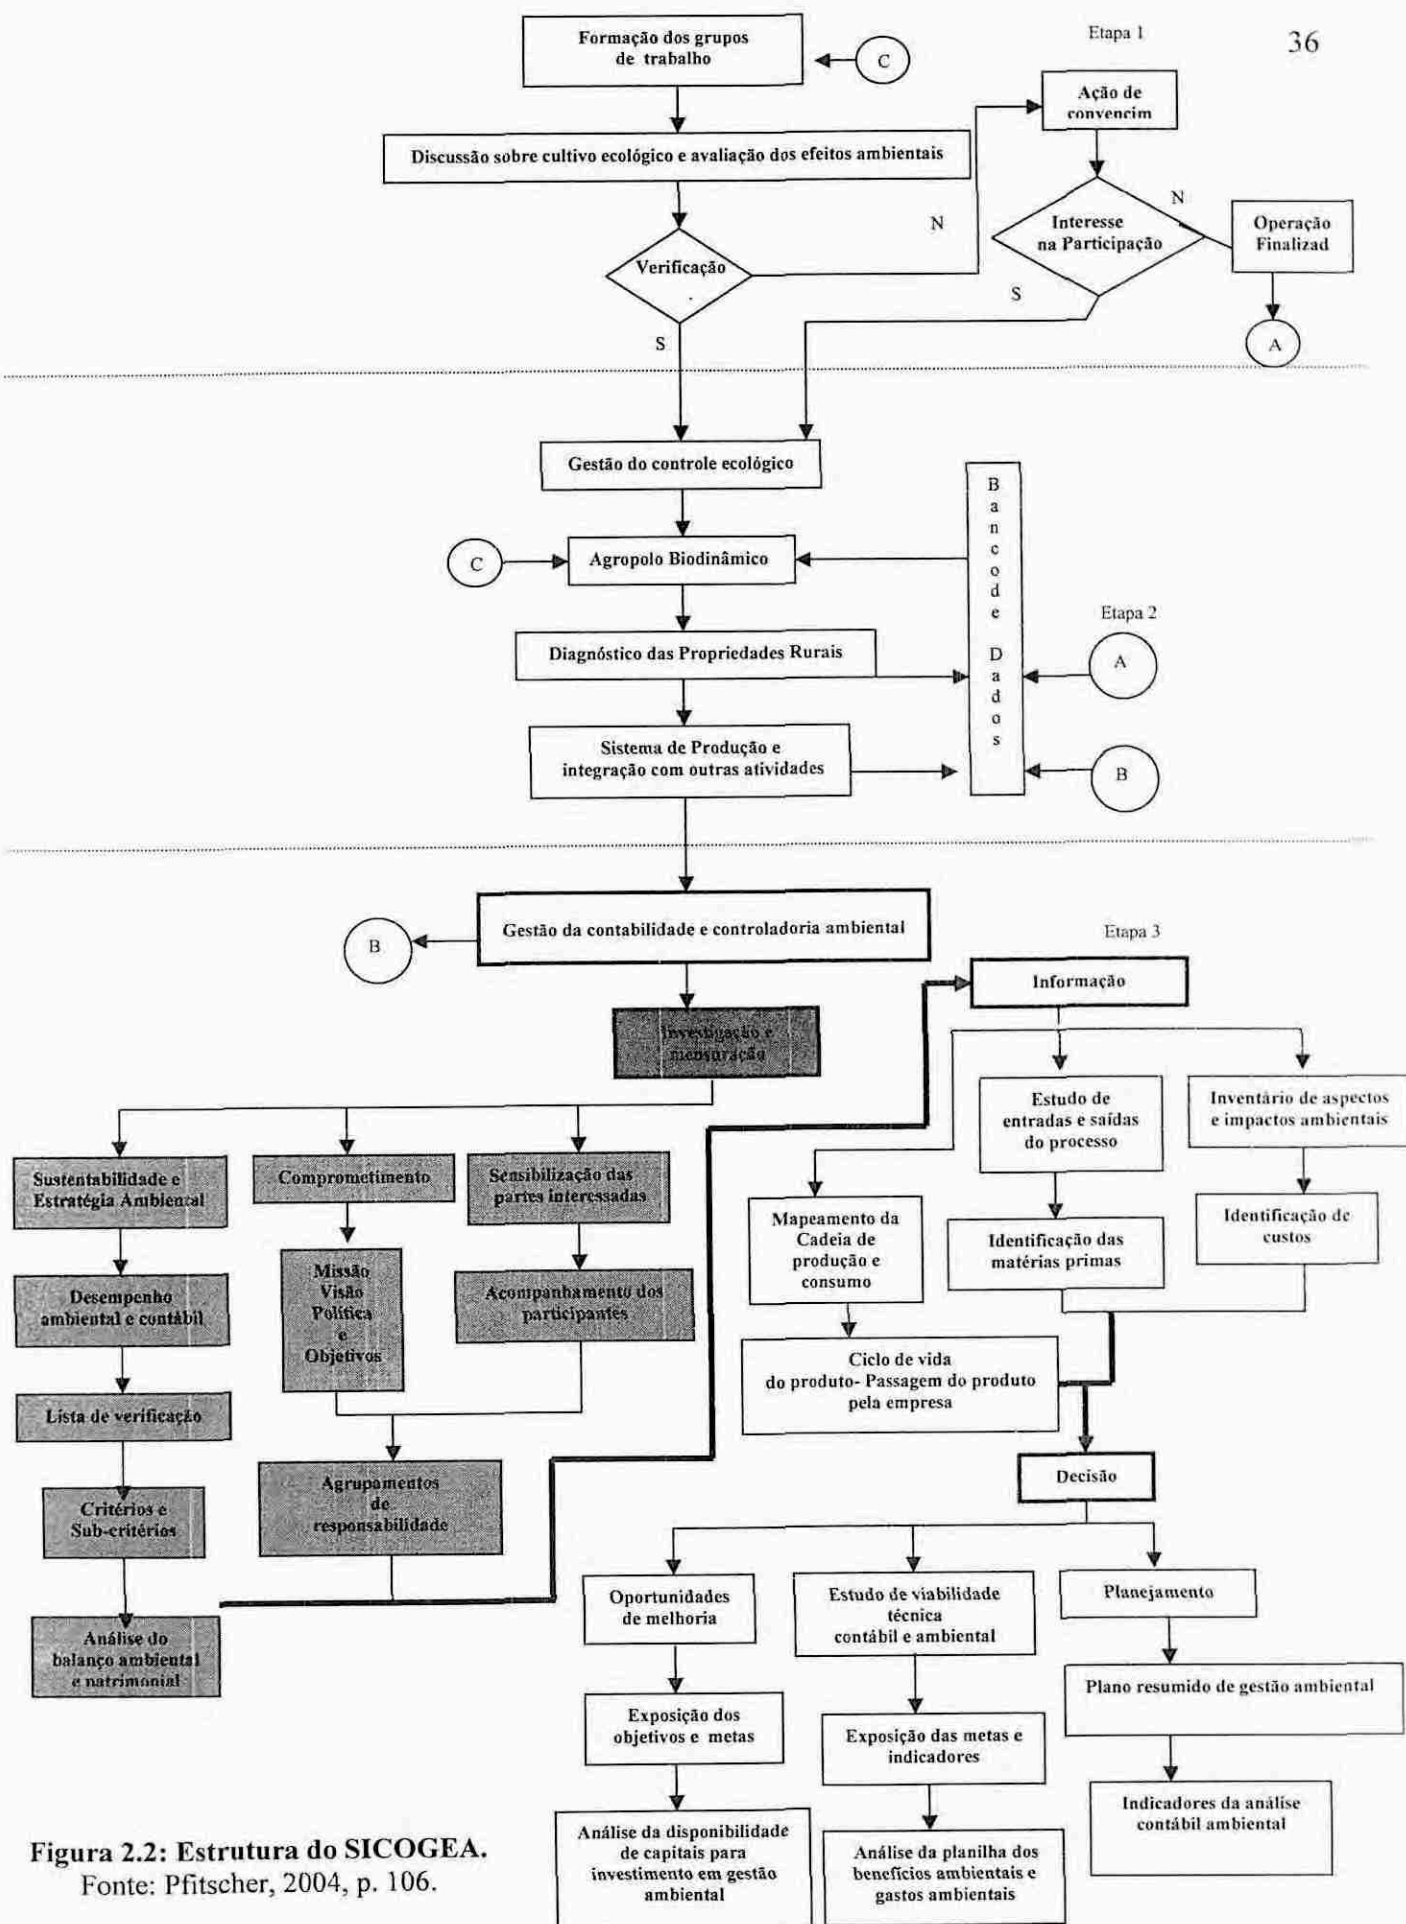 36
Etapa 1
Formação dos grupos
de trabalho
C
Ação de
convencim
Discussão sobre cultivo ecológico e avaliação dos efeitos ambientais
N
Interesse
na Participação
N
Operação
Finalizad
Verificação
S
S
A
Gestão do controle ecológico
Banco de Dados
C
Agropolo Biodinâmico
Etapa 2
Diagnóstico das Propriedades Rurais
A
Sistema de Produção e
integração com outras atividades
B
Gestão da contabilidade e controladoria ambiental
B
Etapa 3
Informação
Investigação e
mensuração
Estudo de
entradas e saídas
do processo
Inventário de aspectos
e impactos ambientais
Sustentabilidade e
Estratégia Ambiental
Comprometimento
Sensibilização das
partes interessadas
Mapeamento da
Cadeia de
produção e
consumo
Identificação das
matérias primas
Identificação de
custos
Desempenho
ambiental e contábil
Missão
Visão
Política
e
Objetivos
Acompanhamento dos
participantes
Ciclo de vida
do produto- Passagem do produto
pela empresa
Lista de verificação
Agrupamentos
de
responsabilidade
Decisão
Critérios e
Sub-critérios
Oportunidades
de melhoria
Estudo de viabilidade
técnica
contábil e ambiental
Planejamento
Análise do
balanço ambiental
e natrimonial
Plano resumido de gestão ambiental
Exposição dos
objetivos e metas
Exposição das metas e
indicadores
Indicadores da análise
contábil ambiental
Análise da disponibilidade
de capitais para
investimento em gestão
ambiental
Análise da planilha dos
benefícios ambientais e
gastos ambientais
Figura 2.2: Estrutura do SICOGEA.
Fonte: Pfitscher, 2004, p. 106.